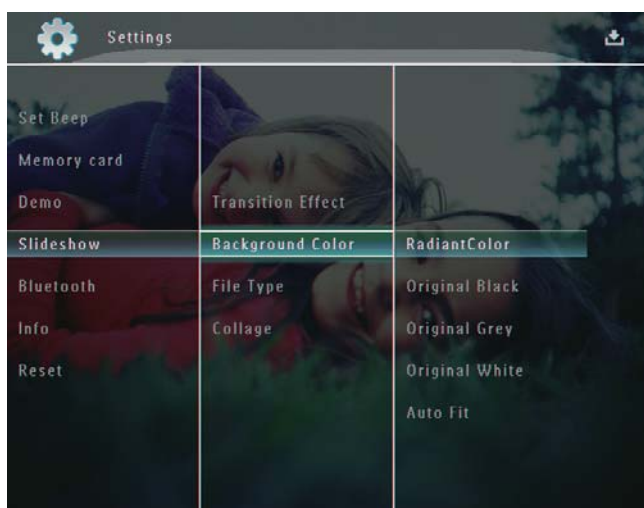 Settings
Set Beep
Memory card
Demo
Slideshow
Bluetooth
Info
Reset
Transition Effect
Background Color
File Type
Collage
RadiantColor
Original Black
Original Grey
Original White
Auto Fit